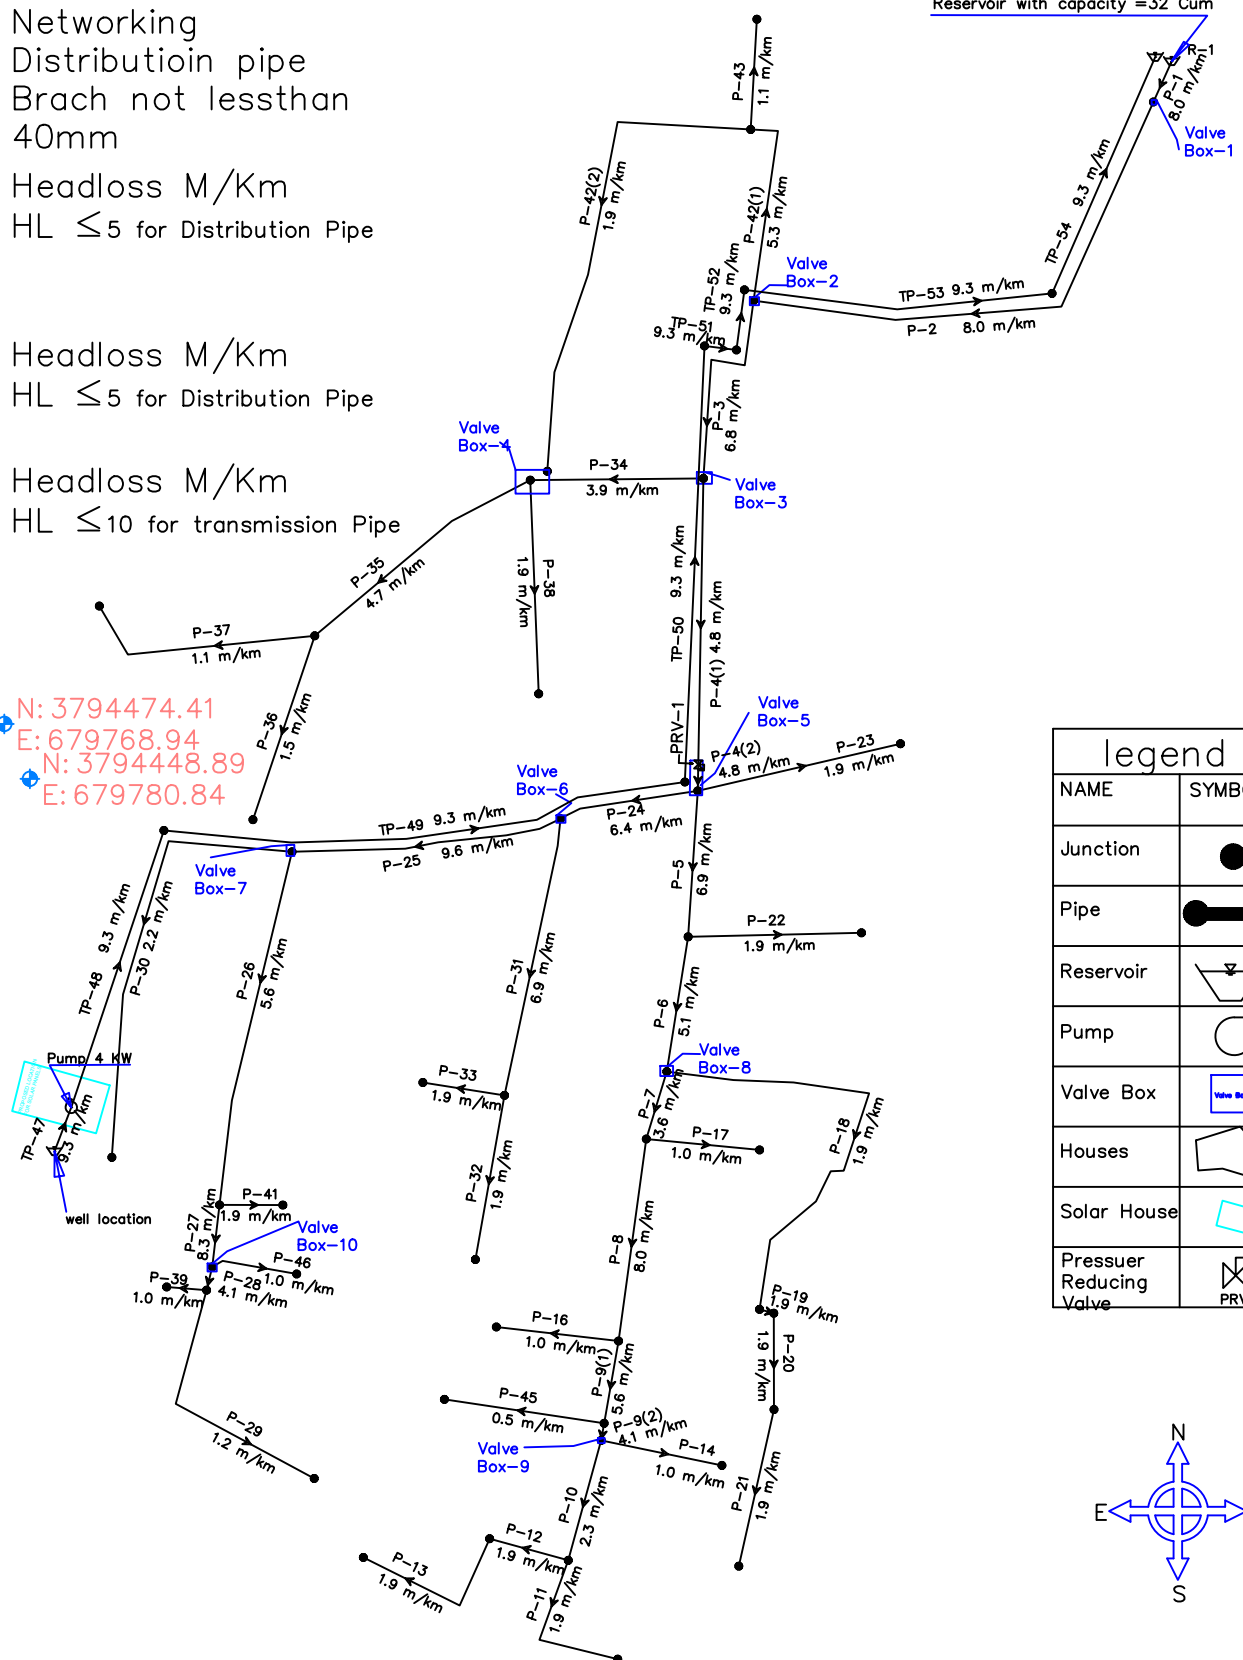 Reservoir with capacity =32 Cum
Networking
Distributioin pipe
Brach not lessthan
40mm
Headloss M/Km
HL ≤5 for Distribution Pipe
Headloss M/Km
HL ≤5 for Distribution Pipe
Headloss M/Km
HL ≤10 for transmission Pipe
R-1
P-1
8.0 m/km
Valve
Box-1
P-43
1.1 m/km
P-42(2)
1.9 m/km
P-42(1)
5.3 m/km
TP-54 9.3 m/km
Valve
Box-2
TP-53 9.3 m/km
P-2 8.0 m/km
TP-52
9.3 m/km
TP-51
9.3 m/km
P-3
6.8 m/km
Valve
Box-4
P-34
3.9 m/km
Valve
Box-3
P-35
4.7 m/km
P-38
1.9 m/km
TP-50 9.3 m/km
P-4(1) 4.8 m/km
P-37
1.1 m/km
P-36
1.5 m/km
N: 3794474.41
E: 679768.94
N: 3794448.89
E: 679780.84
PRV-1
Valve
Box-5
P-4(2)
4.8 m/km
P-23
1.9 m/km
Valve
Box-6
P-24
6.4 m/km
TP-49 9.3 m/km
P-25 9.6 m/km
Valve
Box-7
P-5
6.9 m/km
P-22
1.9 m/km
TP-48 9.3 m/km
P-30 2.2 m/km
P-26
5.6 m/km
P-31
6.9 m/km
P-6
5.1 m/km
Valve
Box-8
Pump 4 KW
TP-47
9.3 m/km
well location
P-33
1.9 m/km
P-32
1.9 m/km
P-7
3.6 m/km
P-17
1.0 m/km
P-18
1.9 m/km
P-41
1.9 m/km
P-27
8.3 m/km
Valve
Box-10
P-46
1.0 m/km
P-28
4.1 m/km
P-39
1.0 m/km
P-8
8.0 m/km
P-19
1.9 m/km
P-20
1.9 m/km
P-16
1.0 m/km
P-9(1)
5.6 m/km
P-45
0.5 m/km
P-9(2)
4.1 m/km
P-14
1.0 m/km
Valve
Box-9
P-29
1.2 m/km
P-21
1.9 m/km
P-10
2.3 m/km
P-12
1.9 m/km
P-13
1.9 m/km
P-11
1.9 m/km
legend
NAME SYMB
Junction
Pipe
Reservoir
Pump
Valve Box
Houses
Solar House
Pressuer
Reducing
Valve
PRV
N
E
S